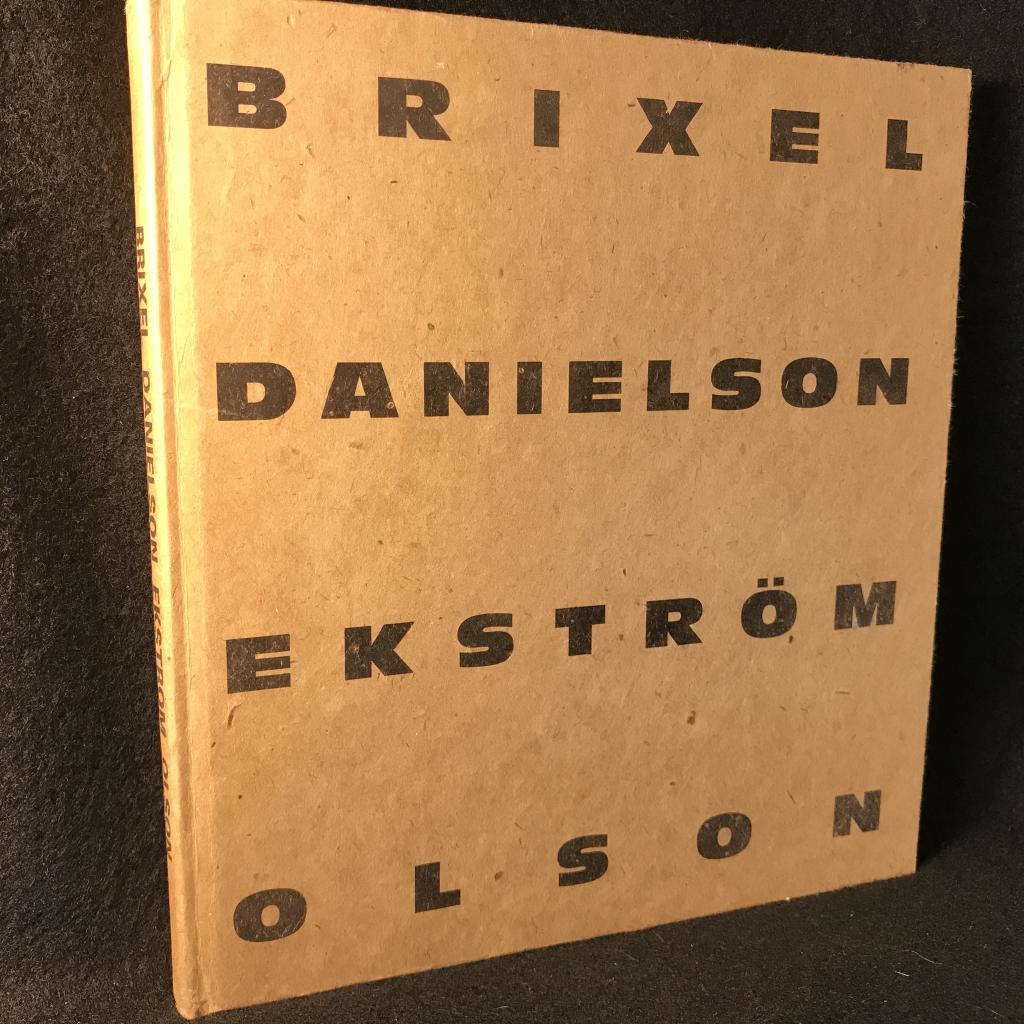 BRIXEL
DANIELSON
EKSTRÖM
OLSON
BRIXEL DANIELSON EKSTRÖM OLSON